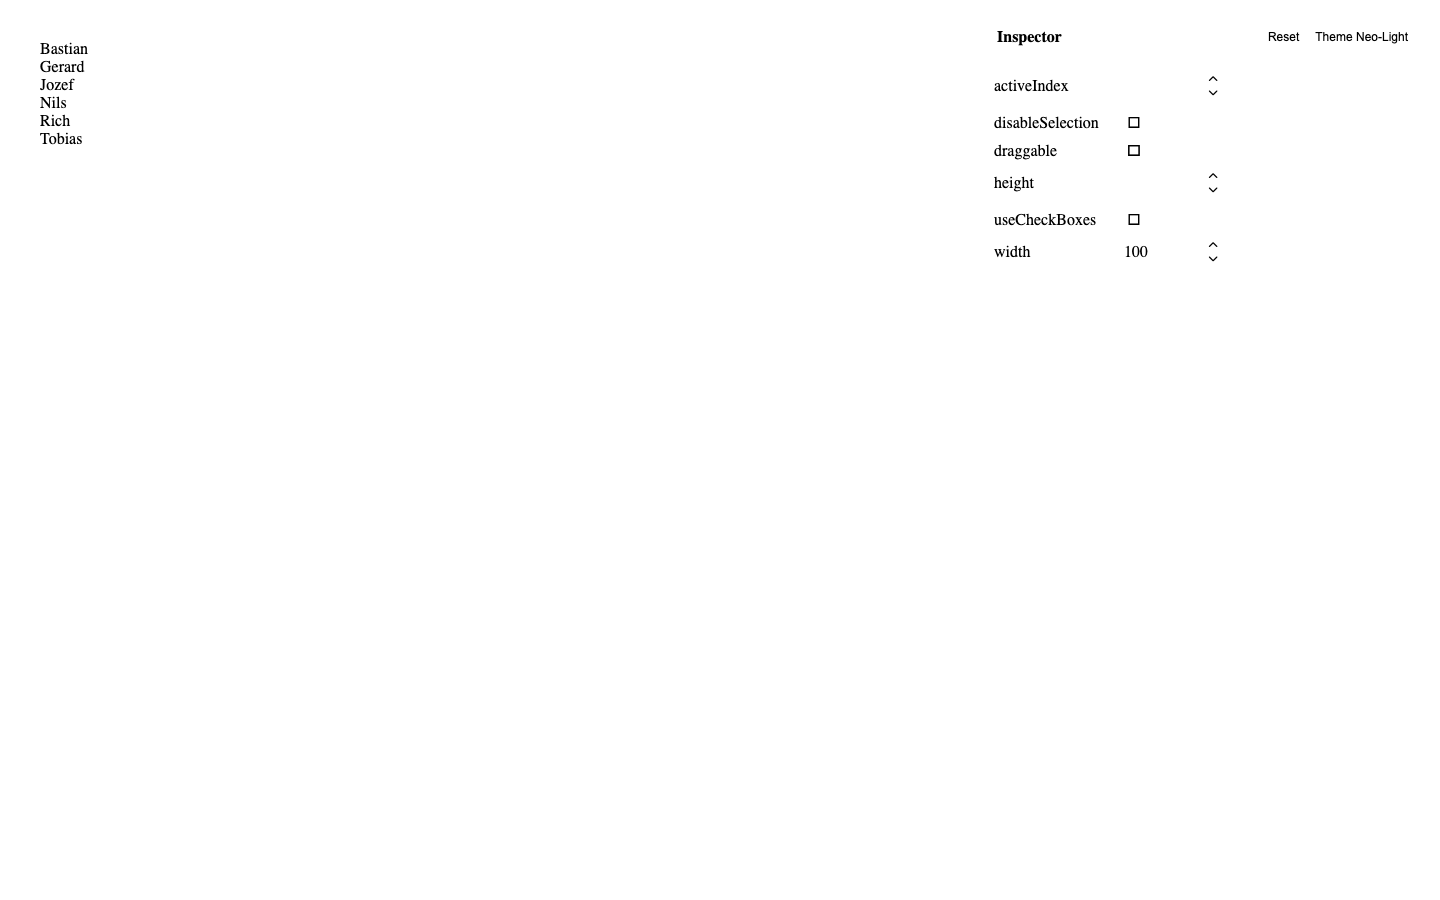 Bastian
Gerard
Jozef
Nils
Rich
Tobias
Inspector
Reset Theme Neo-Light
activeIndex
disableSelection
draggable
height
useCheckBoxes
width 100